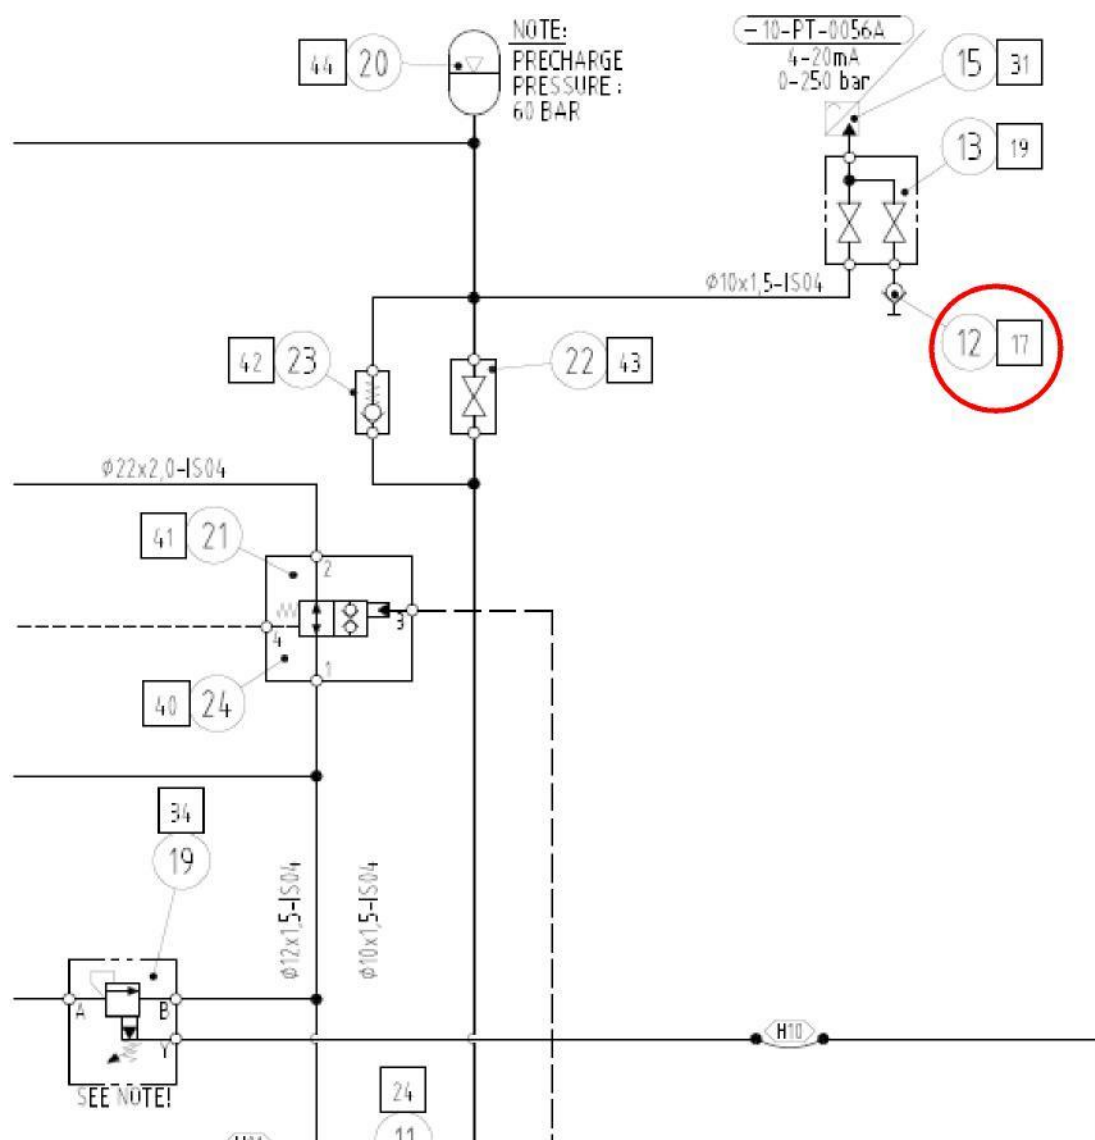 NOTE:
PRECHARGE
PRESSURE:
60 BAR
44
20
-10-PT-0056A
4-20mA
0-250 bar
15
31
13
19
Ø10x1,5-IS04
12
17
42
23
22
43
Ø22x2,0-IS04
41
21
2
3
4
1
40
24
34
19
Ø12x1,5-IS04
Ø10x1,5-IS04
A
B
Y
H10
SEE NOTE!
24
11